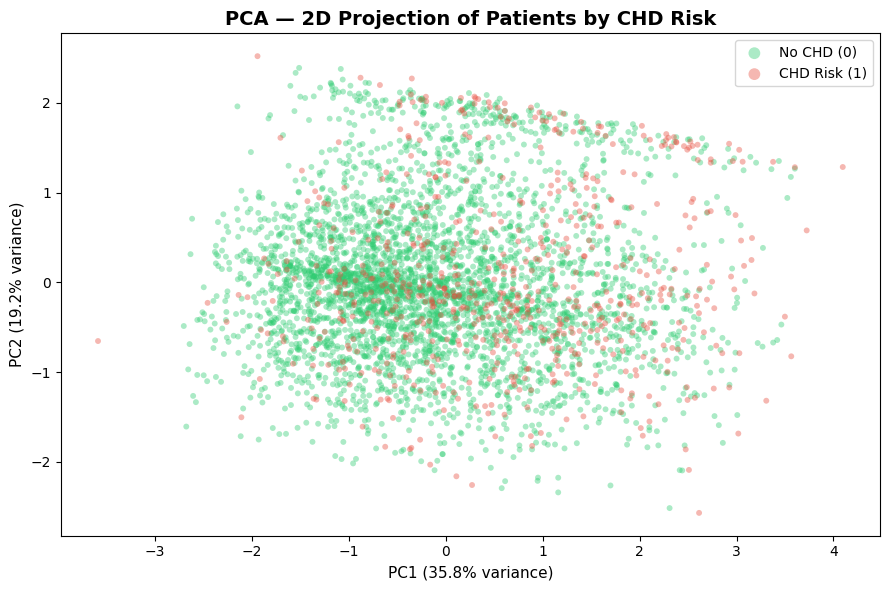 PCA — 2D Projection of Patients by CHD Risk
No CHD (0)
CHD Risk (1)
PC2 (19.2% variance)
2
1
0
−1
−2
−3
−2
−1
0
1
2
3
4
PC1 (35.8% variance)